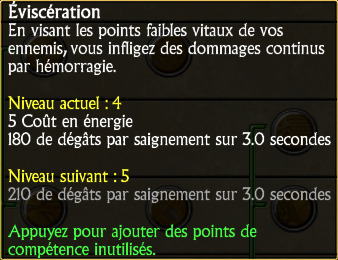 Éviscération
En visant les points faibles vitaux de vos
ennemis, vous infligez des dommages continus
par hémorragie.
Niveau actuel : 4
5 Coût en énergie
180 de dégâts par saignement sur 3.0 secondes
Niveau suivant : 5
210 de dégâts par saignement sur 3.0 secondes
Appuyez pour ajouter des points de
compétence inutilisés.